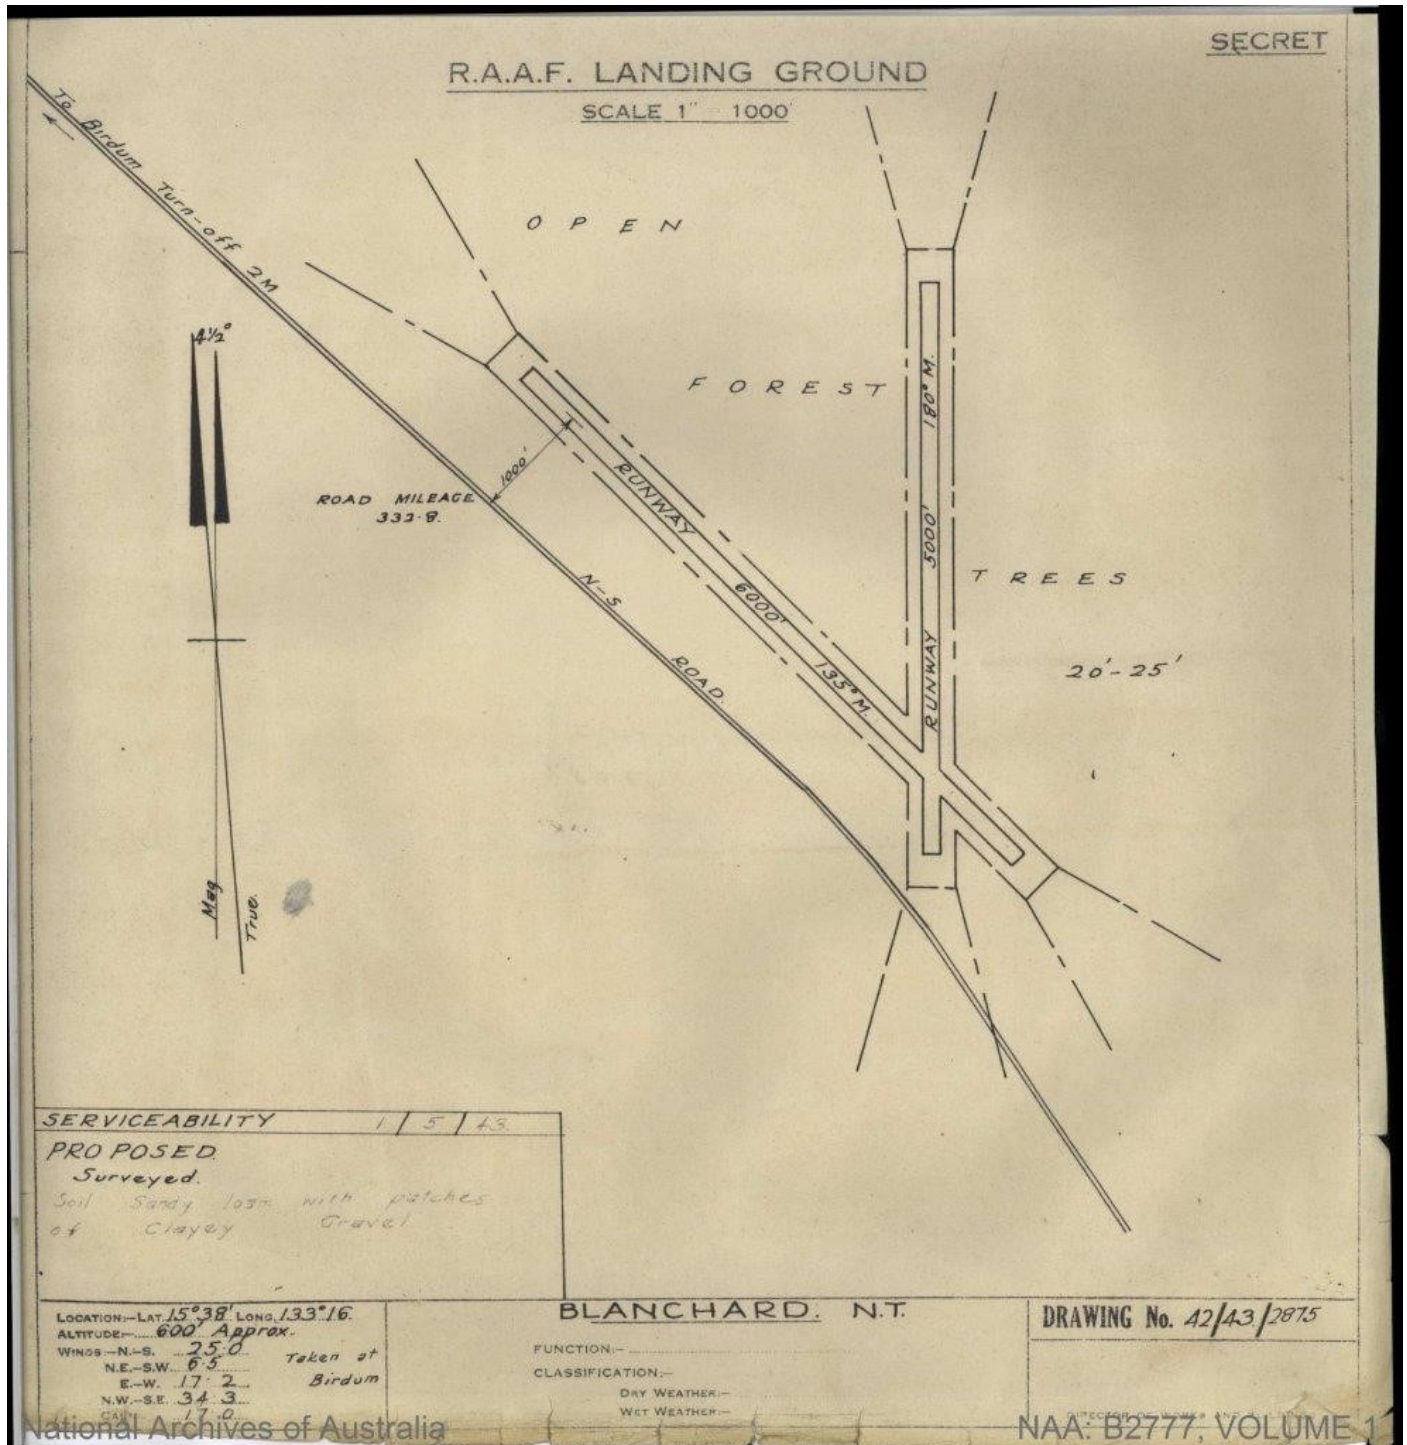 SECRET
R.A.A.F. LANDING GROUND
SCALE 1" 1000'
To Birdum Turn-off 2M
OPEN
FOREST
TREES
20'-25'
4½°
Mag
True.
ROAD MILEAGE
332·8.
1000'
RUNWAY 6000' 135° M.
RUNWAY 5000' 180° M.
N-S ROAD.
SERVICEABILITY 1/5/43
PROPOSED.
Surveyed.
Soil Sandy loam with patches
of Clayey Gravel
LOCATION:-LAT. 15°38' LONG. 133°16.
ALTITUDE:- 600' Approx.
WINDS:-N.-S. 25·0
N.E.-S.W. 6·5
E.-W. 17·2
N.W.-S.E. 34·3
17·0
Taken at
Birdum
BLANCHARD. N.T.
FUNCTION:-
CLASSIFICATION:-
DRY WEATHER:-
WET WEATHER:-
DRAWING No. 42/43/2875
National Archives of Australia
NAA: B2777, VOLUME 1